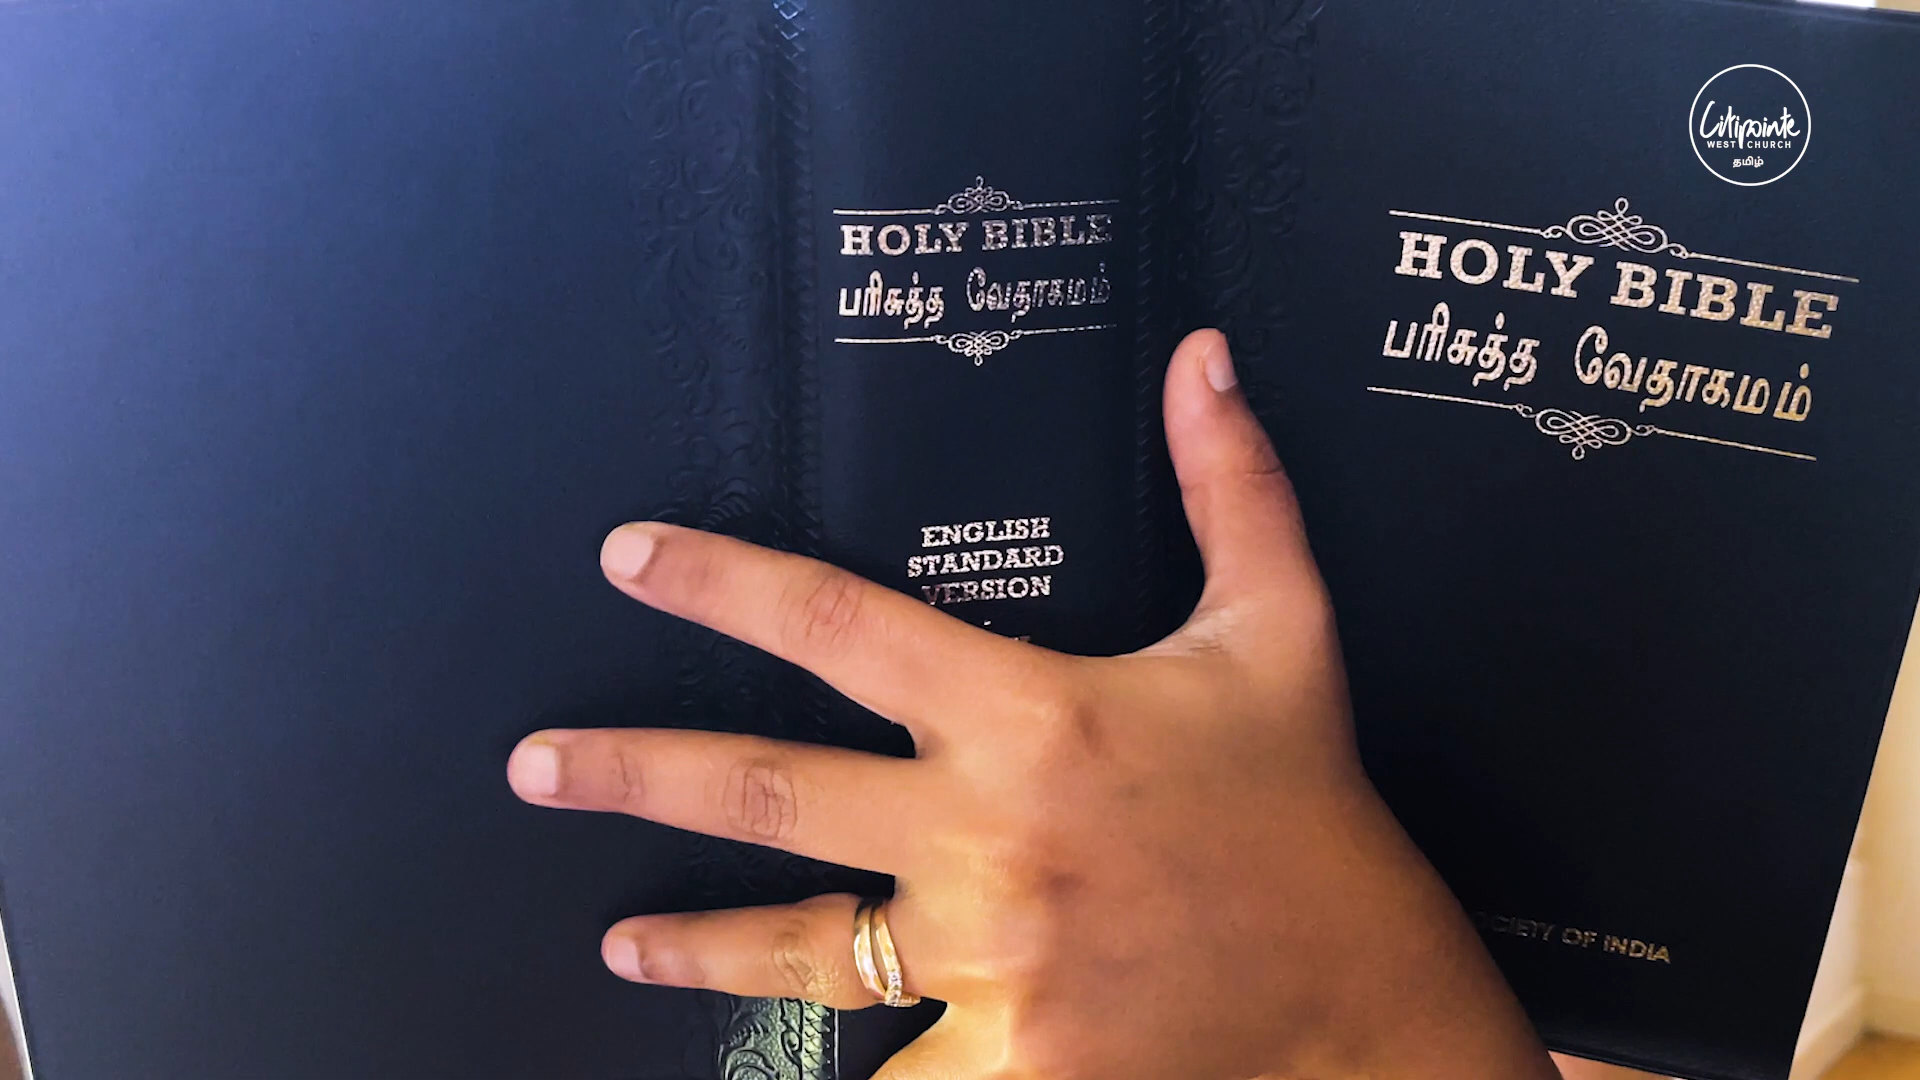 HOLY BIBLE
பரிசுத்த வேதாகமம்
ENGLISH
STANDARD
VERSION
Citipointe
WEST CHURCH
தமிழ்
HOLY BIBLE
பரிசுத்த வேதாகமம்
OF INDIA